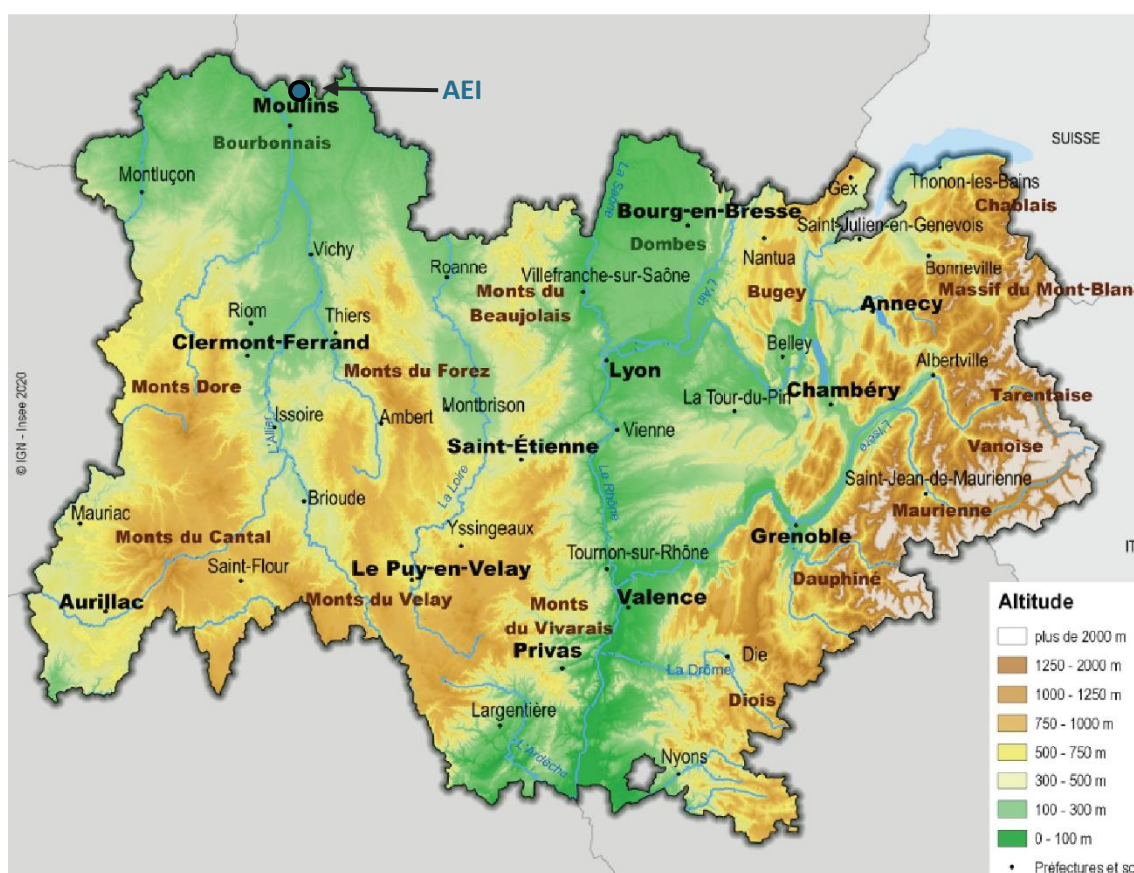 AEI
Moulins
Bourbonnais
Montluçon
Vichy
Riom
Thiers
Clermont-Ferrand
Monts Dore
Monts du Forez
Ambert
Issoire
L'Allier
Brioude
Mauriac
Monts du Cantal
Saint-Flour
Aurillac
Roanne
Monts du
Beaujolais
Montbrison
Saint-Étienne
La Loire
Yssingeaux
Le Puy-en-Velay
Monts du Velay
La Saône
Bourg-en-Bresse
Dombes
Villefranche-sur-Saône
L'Ain
Lyon
La Tour-du-Pin
Vienne
Le Rhône
Tournon-sur-Rhône
Valence
Monts
du Vivarais
Privas
La Drôme
Die
Diois
Largentière
L'Ardèche
Nyons
SUISSE
Gex
Thonon-les-Bains
Chablais
Saint-Julien-en-Genevois
Nantua
Bonneville
Bugey
Massif du Mont-Blan
Annecy
Belley
Albertville
Chambéry
Tarentaise
L'Isère
Vanoise
Saint-Jean-de-Maurienne
Maurienne
Grenoble
Dauphiné
IT
© IGN - Insee 2020
Altitude
plus de 2000 m
1250 - 2000 m
1000 - 1250 m
750 - 1000 m
500 - 750 m
300 - 500 m
100 - 300 m
0 - 100 m
Préfectures et so